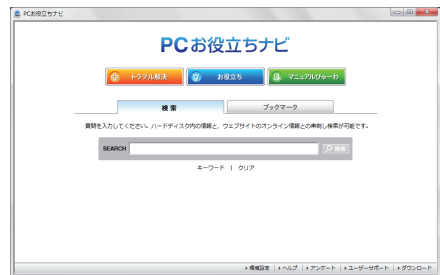 PCお役立ちナビ
PCお役立ちナビ
トラブル解決 お役立ち マニュアルびゅーわ
検索 ブックマーク
質問を入力してください。ハードディスク内の情報と、ウェブサイトのオンライン情報との串刺し検索が可能です。
SEARCH 検索
キーワード | クリア
環境設定 ヘルプ アンケート ユーザーサポート ダウンロード